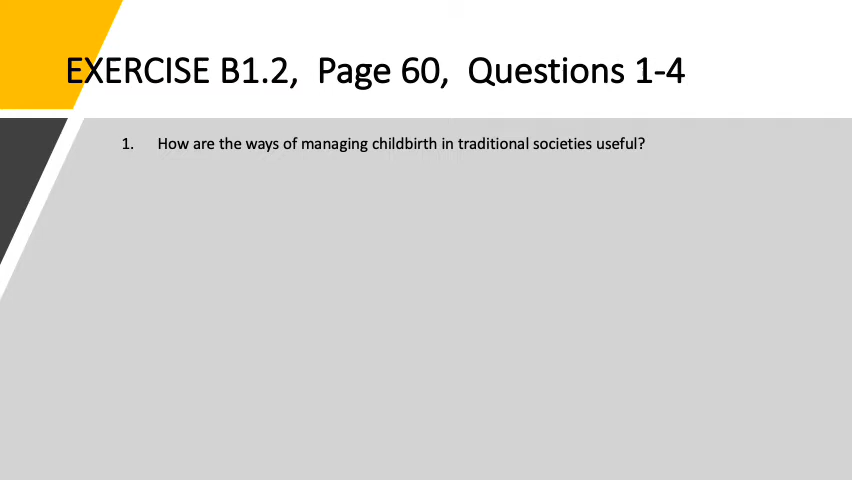 EXERCISE B1.2, Page 60, Questions 1-4
1. How are the ways of managing childbirth in traditional societies useful?